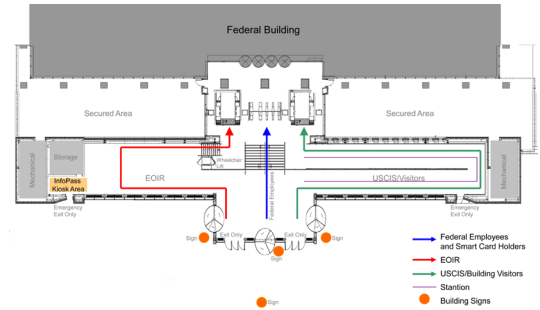 Federal Building
Secured Area
Secured Area
Mechanical
Storage
Wheelchair
Lift
InfoPass
Kiosk Area
EOIR
Federal Employees
USCIS/Visitors
Mechanical
Emergency
Exit Only
Emergency
Exit Only
Sign
Exit Only
Exit Only
Sign
Sign
Sign
Federal Employees
and Smart Card Holders
EOIR
USCIS/Building Visitors
Stantion
Building Signs